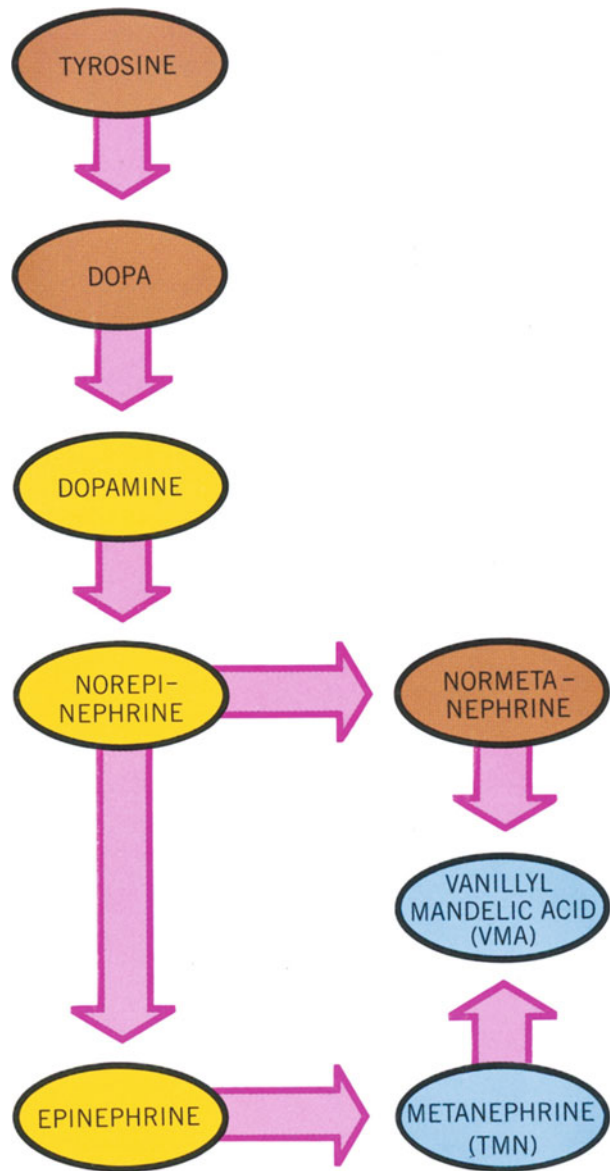 TYROSINE
DOPA
DOPAMINE
NOREPI-
NEPHRINE
NORMETA-
NEPHRINE
VANILLYL
MANDELIC ACID
(VMA)
EPINEPHRINE
METANEPHRINE
(TMN)